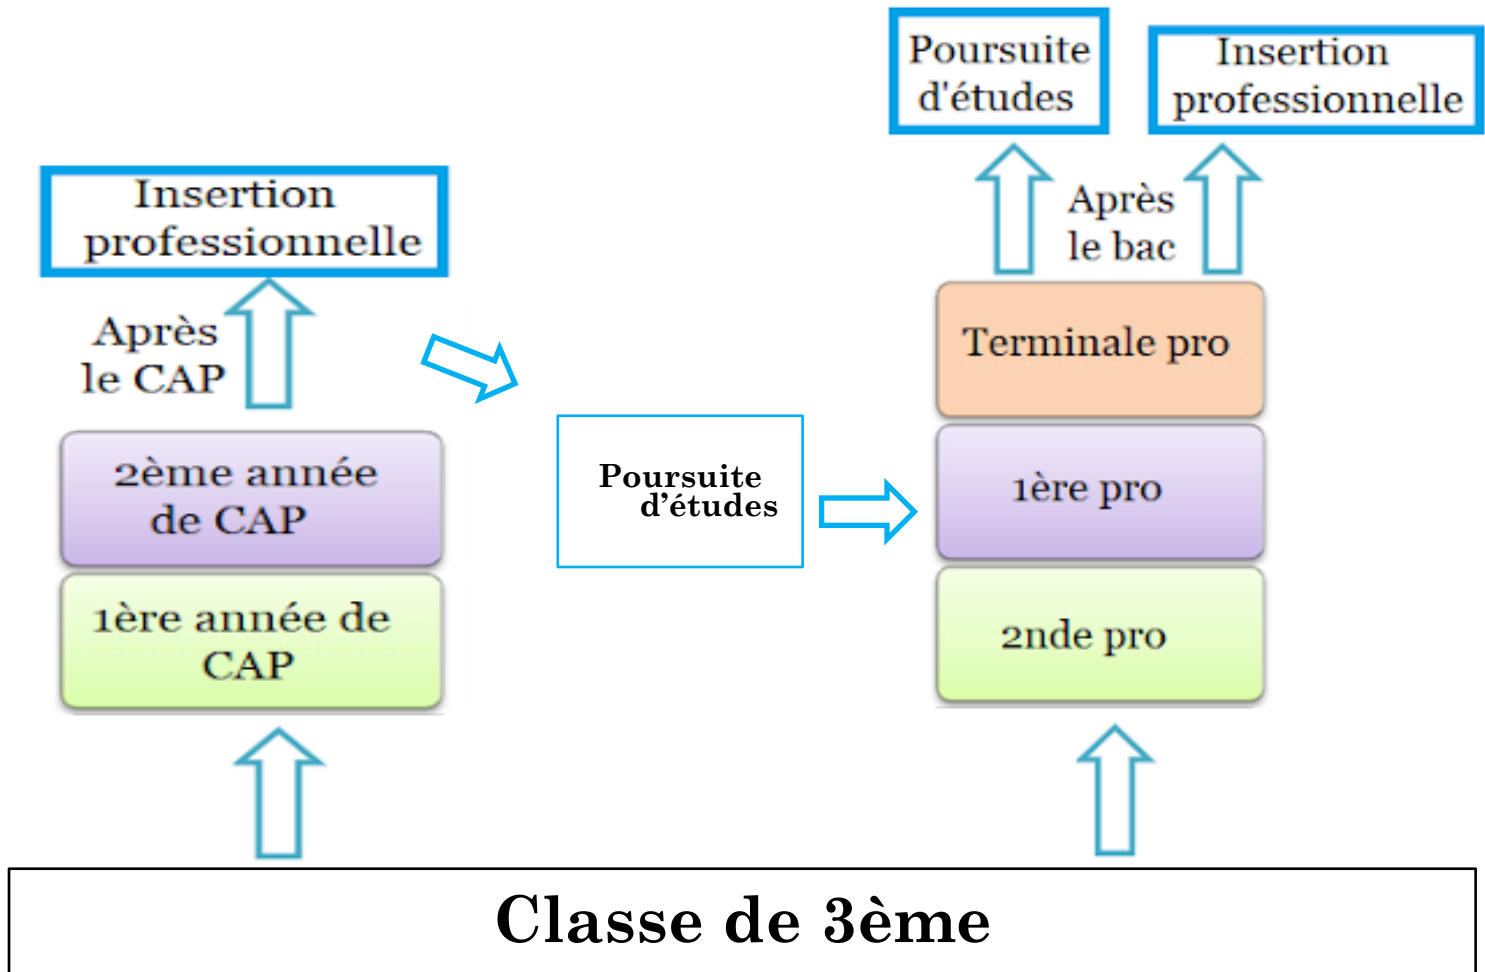 Poursuite
d'études
Insertion
professionnelle
Après
le bac
Insertion
professionnelle
Après
le CAP
Terminale pro
2ème année
de CAP
Poursuite
d’études
1ère pro
1ère année de
CAP
2nde pro
Classe de 3ème